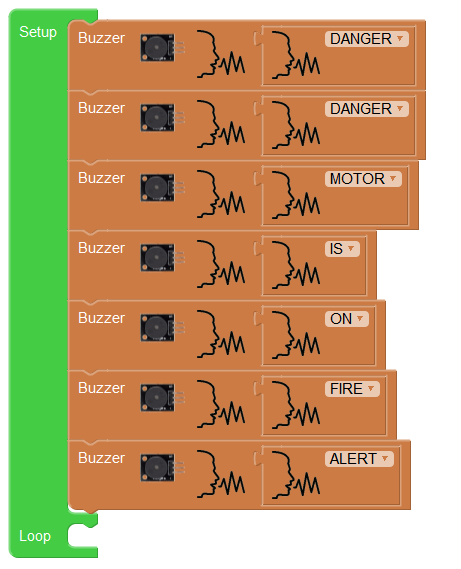 Setup Buzzer DANGER
Buzzer DANGER
Buzzer MOTOR
Buzzer IS
Buzzer ON
Buzzer FIRE
Buzzer ALERT
Loop